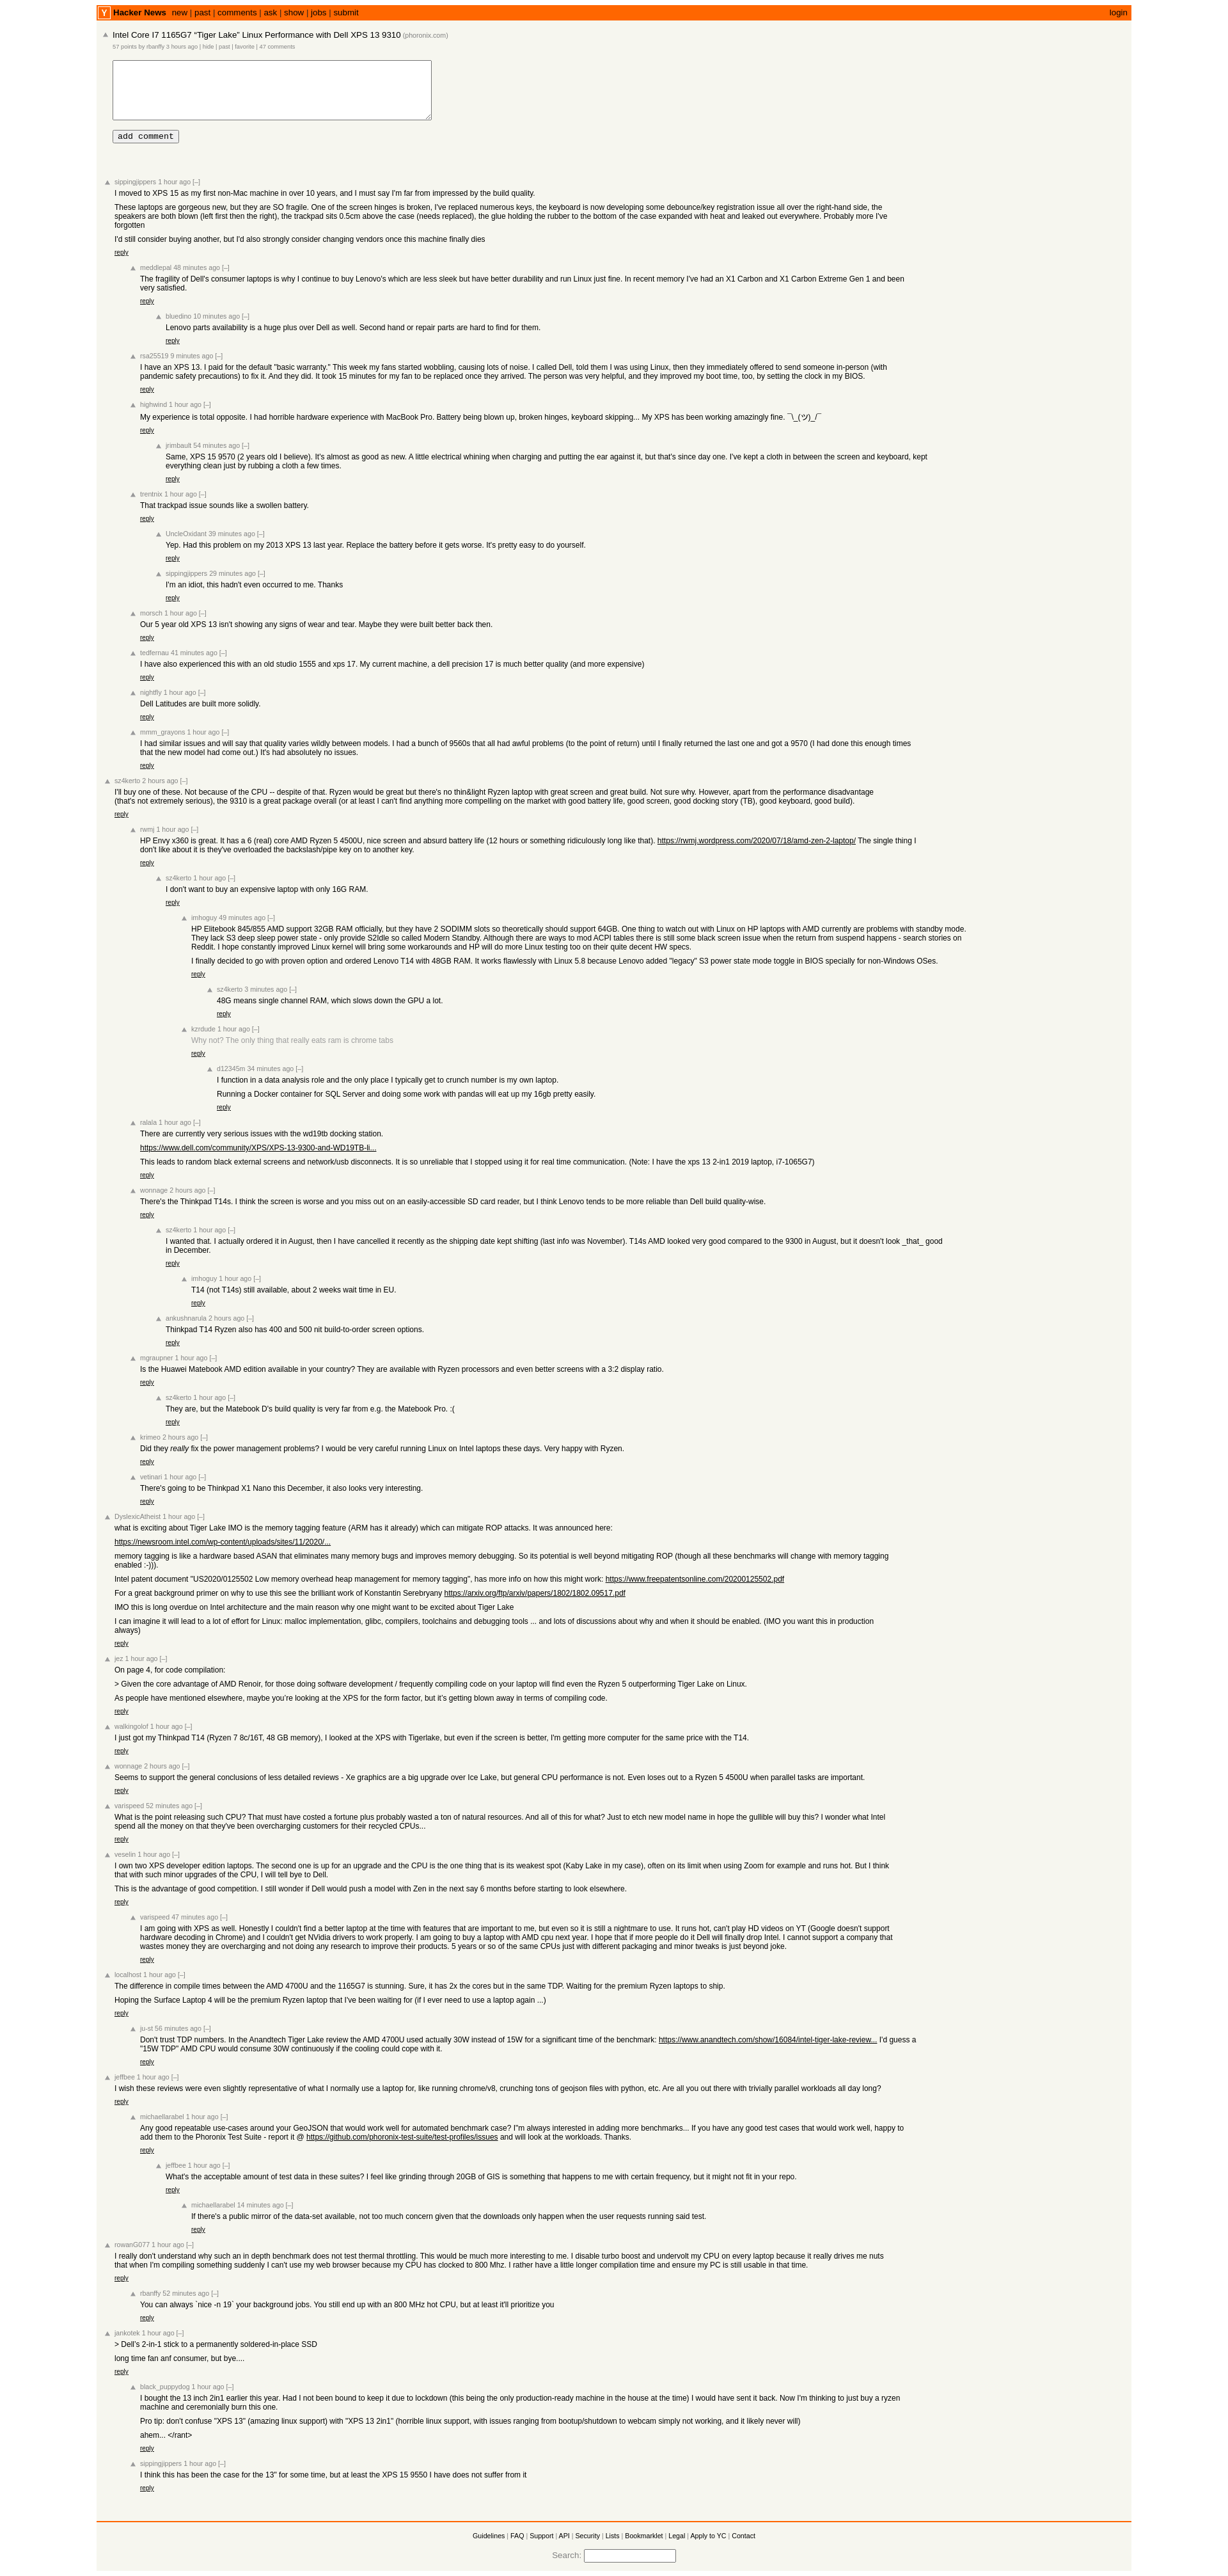 Y Hacker News new | past | comments | ask | show | jobs | submit login
Intel Core I7 1165G7 “Tiger Lake” Linux Performance with Dell XPS 13 9310 (phoronix.com)
57 points by rbanffy 3 hours ago | hide | past | favorite | 47 comments
add comment
sippingjippers 1 hour ago [–]
I moved to XPS 15 as my first non-Mac machine in over 10 years, and I must say I'm far from impressed by the build quality.
These laptops are gorgeous new, but they are SO fragile. One of the screen hinges is broken, I've replaced numerous keys, the keyboard is now developing some debounce/key registration issue all over the right-hand side, the
speakers are both blown (left first then the right), the trackpad sits 0.5cm above the case (needs replaced), the glue holding the rubber to the bottom of the case expanded with heat and leaked out everywhere. Probably more I've
forgotten
I'd still consider buying another, but I'd also strongly consider changing vendors once this machine finally dies
reply
meddlepal 48 minutes ago [–]
The fragility of Dell's consumer laptops is why I continue to buy Lenovo's which are less sleek but have better durability and run Linux just fine. In recent memory I've had an X1 Carbon and X1 Carbon Extreme Gen 1 and been
very satisfied.
reply
bluedino 10 minutes ago [–]
Lenovo parts availability is a huge plus over Dell as well. Second hand or repair parts are hard to find for them.
reply
rsa25519 9 minutes ago [–]
I have an XPS 13. I paid for the default "basic warranty." This week my fans started wobbling, causing lots of noise. I called Dell, told them I was using Linux, then they immediately offered to send someone in-person (with
pandemic safety precautions) to fix it. And they did. It took 15 minutes for my fan to be replaced once they arrived. The person was very helpful, and they improved my boot time, too, by setting the clock in my BIOS.
reply
highwind 1 hour ago [–]
My experience is total opposite. I had horrible hardware experience with MacBook Pro. Battery being blown up, broken hinges, keyboard skipping... My XPS has been working amazingly fine. ¯\_(ツ)_/¯
reply
jrimbault 54 minutes ago [–]
Same, XPS 15 9570 (2 years old I believe). It's almost as good as new. A little electrical whining when charging and putting the ear against it, but that's since day one. I've kept a cloth in between the screen and keyboard, kept
everything clean just by rubbing a cloth a few times.
reply
trentnix 1 hour ago [–]
That trackpad issue sounds like a swollen battery.
reply
UncleOxidant 39 minutes ago [–]
Yep. Had this problem on my 2013 XPS 13 last year. Replace the battery before it gets worse. It's pretty easy to do yourself.
reply
sippingjippers 29 minutes ago [–]
I'm an idiot, this hadn't even occurred to me. Thanks
reply
morsch 1 hour ago [–]
Our 5 year old XPS 13 isn't showing any signs of wear and tear. Maybe they were built better back then.
reply
tedfernau 41 minutes ago [–]
I have also experienced this with an old studio 1555 and xps 17. My current machine, a dell precision 17 is much better quality (and more expensive)
reply
nightfly 1 hour ago [–]
Dell Latitudes are built more solidly.
reply
mmm_grayons 1 hour ago [–]
I had similar issues and will say that quality varies wildly between models. I had a bunch of 9560s that all had awful problems (to the point of return) until I finally returned the last one and got a 9570 (I had done this enough times
that the new model had come out.) It's had absolutely no issues.
reply
sz4kerto 2 hours ago [–]
I'll buy one of these. Not because of the CPU -- despite of that. Ryzen would be great but there's no thin&light Ryzen laptop with great screen and great build. Not sure why. However, apart from the performance disadvantage
(that's not extremely serious), the 9310 is a great package overall (or at least I can't find anything more compelling on the market with good battery life, good screen, good docking story (TB), good keyboard, good build).
reply
rwmj 1 hour ago [–]
HP Envy x360 is great. It has a 6 (real) core AMD Ryzen 5 4500U, nice screen and absurd battery life (12 hours or something ridiculously long like that). https://rwmj.wordpress.com/2020/07/18/amd-zen-2-laptop/ The single thing I
don't like about it is they've overloaded the backslash/pipe key on to another key.
reply
sz4kerto 1 hour ago [–]
I don't want to buy an expensive laptop with only 16G RAM.
reply
imhoguy 49 minutes ago [–]
HP Elitebook 845/855 AMD support 32GB RAM officially, but they have 2 SODIMM slots so theoretically should support 64GB. One thing to watch out with Linux on HP laptops with AMD currently are problems with standby mode.
They lack S3 deep sleep power state - only provide S2Idle so called Modern Standby. Although there are ways to mod ACPI tables there is still some black screen issue when the return from suspend happens - search stories on
Reddit. I hope constantly improved Linux kernel will bring some workarounds and HP will do more Linux testing too on their quite decent HW specs.
I finally decided to go with proven option and ordered Lenovo T14 with 48GB RAM. It works flawlessly with Linux 5.8 because Lenovo added "legacy" S3 power state mode toggle in BIOS specially for non-Windows OSes.
reply
sz4kerto 3 minutes ago [–]
48G means single channel RAM, which slows down the GPU a lot.
reply
kzrdude 1 hour ago [–]
Why not? The only thing that really eats ram is chrome tabs
reply
d12345m 34 minutes ago [–]
I function in a data analysis role and the only place I typically get to crunch number is my own laptop.
Running a Docker container for SQL Server and doing some work with pandas will eat up my 16gb pretty easily.
reply
ralala 1 hour ago [–]
There are currently very serious issues with the wd19tb docking station.
https://www.dell.com/community/XPS/XPS-13-9300-and-WD19TB-li...
This leads to random black external screens and network/usb disconnects. It is so unreliable that I stopped using it for real time communication. (Note: I have the xps 13 2-in1 2019 laptop, i7-1065G7)
reply
wonnage 2 hours ago [–]
There's the Thinkpad T14s. I think the screen is worse and you miss out on an easily-accessible SD card reader, but I think Lenovo tends to be more reliable than Dell build quality-wise.
reply
sz4kerto 1 hour ago [–]
I wanted that. I actually ordered it in August, then I have cancelled it recently as the shipping date kept shifting (last info was November). T14s AMD looked very good compared to the 9300 in August, but it doesn't look _that_ good
in December.
reply
imhoguy 1 hour ago [–]
T14 (not T14s) still available, about 2 weeks wait time in EU.
reply
ankushnarula 2 hours ago [–]
Thinkpad T14 Ryzen also has 400 and 500 nit build-to-order screen options.
reply
mgraupner 1 hour ago [–]
Is the Huawei Matebook AMD edition available in your country? They are available with Ryzen processors and even better screens with a 3:2 display ratio.
reply
sz4kerto 1 hour ago [–]
They are, but the Matebook D's build quality is very far from e.g. the Matebook Pro. :(
reply
krimeo 2 hours ago [–]
Did they really fix the power management problems? I would be very careful running Linux on Intel laptops these days. Very happy with Ryzen.
reply
velinari 1 hour ago [–]
There's going to be Thinkpad X1 Nano this December, it also looks very interesting.
reply
DyslexicAtheist 1 hour ago [–]
what is exciting about Tiger Lake IMO is the memory tagging feature (ARM has it already) which can mitigate ROP attacks. It was announced here:
https://newsroom.intel.com/wp-content/uploads/sites/11/2020/...
memory tagging is like a hardware based ASAN that eliminates many memory bugs and improves memory debugging. So its potential is well beyond mitigating ROP (though all these benchmarks will change with memory tagging
enabled :-))).
Intel patent document "US2020/0125502 Low memory overhead heap management for memory tagging", has more info on how this might work: https://www.freepatentsonline.com/20200125502.pdf
For a great background primer on why to use this see the brilliant work of Konstantin Serebryany https://arxiv.org/ftp/arxiv/papers/1802/1802.09517.pdf
IMO this is long overdue on Intel architecture and the main reason why one might want to be excited about Tiger Lake
I can imagine it will lead to a lot of effort for Linux: malloc implementation, glibc, compilers, toolchains and debugging tools ... and lots of discussions about why and when it should be enabled. (IMO you want this in production
always)
reply
jez 1 hour ago [–]
On page 4, for code compilation:
> Given the core advantage of AMD Renoir, for those doing software development / frequently compiling code on your laptop will find even the Ryzen 5 outperforming Tiger Lake on Linux.
As people have mentioned elsewhere, maybe you’re looking at the XPS for the form factor, but it’s getting blown away in terms of compiling code.
reply
walkingolof 1 hour ago [–]
I just got my Thinkpad T14 (Ryzen 7 8c/16T, 48 GB memory), I looked at the XPS with Tigerlake, but even if the screen is better, I'm getting more computer for the same price with the T14.
reply
wonnage 2 hours ago [–]
Seems to support the general conclusions of less detailed reviews - Xe graphics are a big upgrade over Ice Lake, but general CPU performance is not. Even loses out to a Ryzen 5 4500U when parallel tasks are important.
reply
varispeed 52 minutes ago [–]
What is the point releasing such CPU? That must have costed a fortune plus probably wasted a ton of natural resources. And all of this for what? Just to etch new model name in hope the gullible will buy this? I wonder what Intel
spend all the money on that they've been overcharging customers for their recycled CPUs...
reply
veselin 1 hour ago [–]
I own two XPS developer edition laptops. The second one is up for an upgrade and the CPU is the one thing that is its weakest spot (Kaby Lake in my case), often on its limit when using Zoom for example and runs hot. But I think
that with such minor upgrades of the CPU, I will tell bye to Dell.
This is the advantage of good competition. I still wonder if Dell would push a model with Zen in the next say 6 months before starting to look elsewhere.
reply
varispeed 47 minutes ago [–]
I am going with XPS as well. Honestly I couldn't find a better laptop at the time with features that are important to me, but even so it is still a nightmare to use. It runs hot, can't play HD videos on YT (Google doesn't support
hardware decoding in Chrome) and I couldn't get NVidia drivers to work properly. I am going to buy a laptop with AMD cpu next year. I hope that if more people do it Dell will finally drop Intel. I cannot support a company that
wastes money they are overcharging and not doing any research to improve their products. 5 years or so of the same CPUs just with different packaging and minor tweaks is just beyond joke.
reply
localhost 1 hour ago [–]
The difference in compile times between the AMD 4700U and the 1165G7 is stunning. Sure, it has 2x the cores but in the same TDP. Waiting for the premium Ryzen laptops to ship.
Hoping the Surface Laptop 4 will be the premium Ryzen laptop that I've been waiting for (if I ever need to use a laptop again ...)
reply
ju-st 56 minutes ago [–]
Don't trust TDP numbers. In the Anandtech Tiger Lake review the AMD 4700U used actually 30W instead of 15W for a significant time of the benchmark: https://www.anandtech.com/show/16084/intel-tiger-lake-review... I'd guess a
"15W TDP" AMD CPU would consume 30W continuously if the cooling could cope with it.
reply
jeffbee 1 hour ago [–]
I wish these reviews were even slightly representative of what I normally use a laptop for, like running chrome/v8, crunching tons of geojson files with python, etc. Are all you out there with trivially parallel workloads all day long?
reply
michaellarabel 1 hour ago [–]
Any good repeatable use-cases around your GeoJSON that would work well for automated benchmark case? I"m always interested in adding more benchmarks... If you have any good test cases that would work well, happy to
add them to the Phoronix Test Suite - report it @ https://github.com/phoronix-test-suite/test-profiles/issues and will look at the workloads. Thanks.
reply
jeffbee 1 hour ago [–]
What's the acceptable amount of test data in these suites? I feel like grinding through 20GB of GIS is something that happens to me with certain frequency, but it might not fit in your repo.
reply
michaellarabel 14 minutes ago [–]
If there's a public mirror of the data-set available, not too much concern given that the downloads only happen when the user requests running said test.
reply
rowanG077 1 hour ago [–]
I really don't understand why such an in depth benchmark does not test thermal throttling. This would be much more interesting to me. I disable turbo boost and undervolt my CPU on every laptop because it really drives me nuts
that when I'm compiling something suddenly I can't use my web browser because my CPU has clocked to 800 Mhz. I rather have a little longer compilation time and ensure my PC is still usable in that time.
reply
rbanffy 52 minutes ago [–]
You can always `nice -n 19` your background jobs. You still end up with an 800 MHz hot CPU, but at least it'll prioritize you
reply
jankotek 1 hour ago [–]
> Dell’s 2-in-1 stick to a permanently soldered-in-place SSD
long time fan anf consumer, but bye....
reply
black_puppydog 1 hour ago [–]
I bought the 13 inch 2in1 earlier this year. Had I not been bound to keep it due to lockdown (this being the only production-ready machine in the house at the time) I would have sent it back. Now I'm thinking to just buy a ryzen
machine and ceremonially burn this one.
Pro tip: don't confuse "XPS 13" (amazing linux support) with "XPS 13 2in1" (horrible linux support, with issues ranging from bootup/shutdown to webcam simply not working, and it likely never will)
ahem... </rant>
reply
sippingjippers 1 hour ago [–]
I think this has been the case for the 13" for some time, but at least the XPS 15 9550 I have does not suffer from it
reply
Guidelines | FAQ | Support | API | Security | Lists | Bookmarklet | Legal | Apply to YC | Contact
Search: